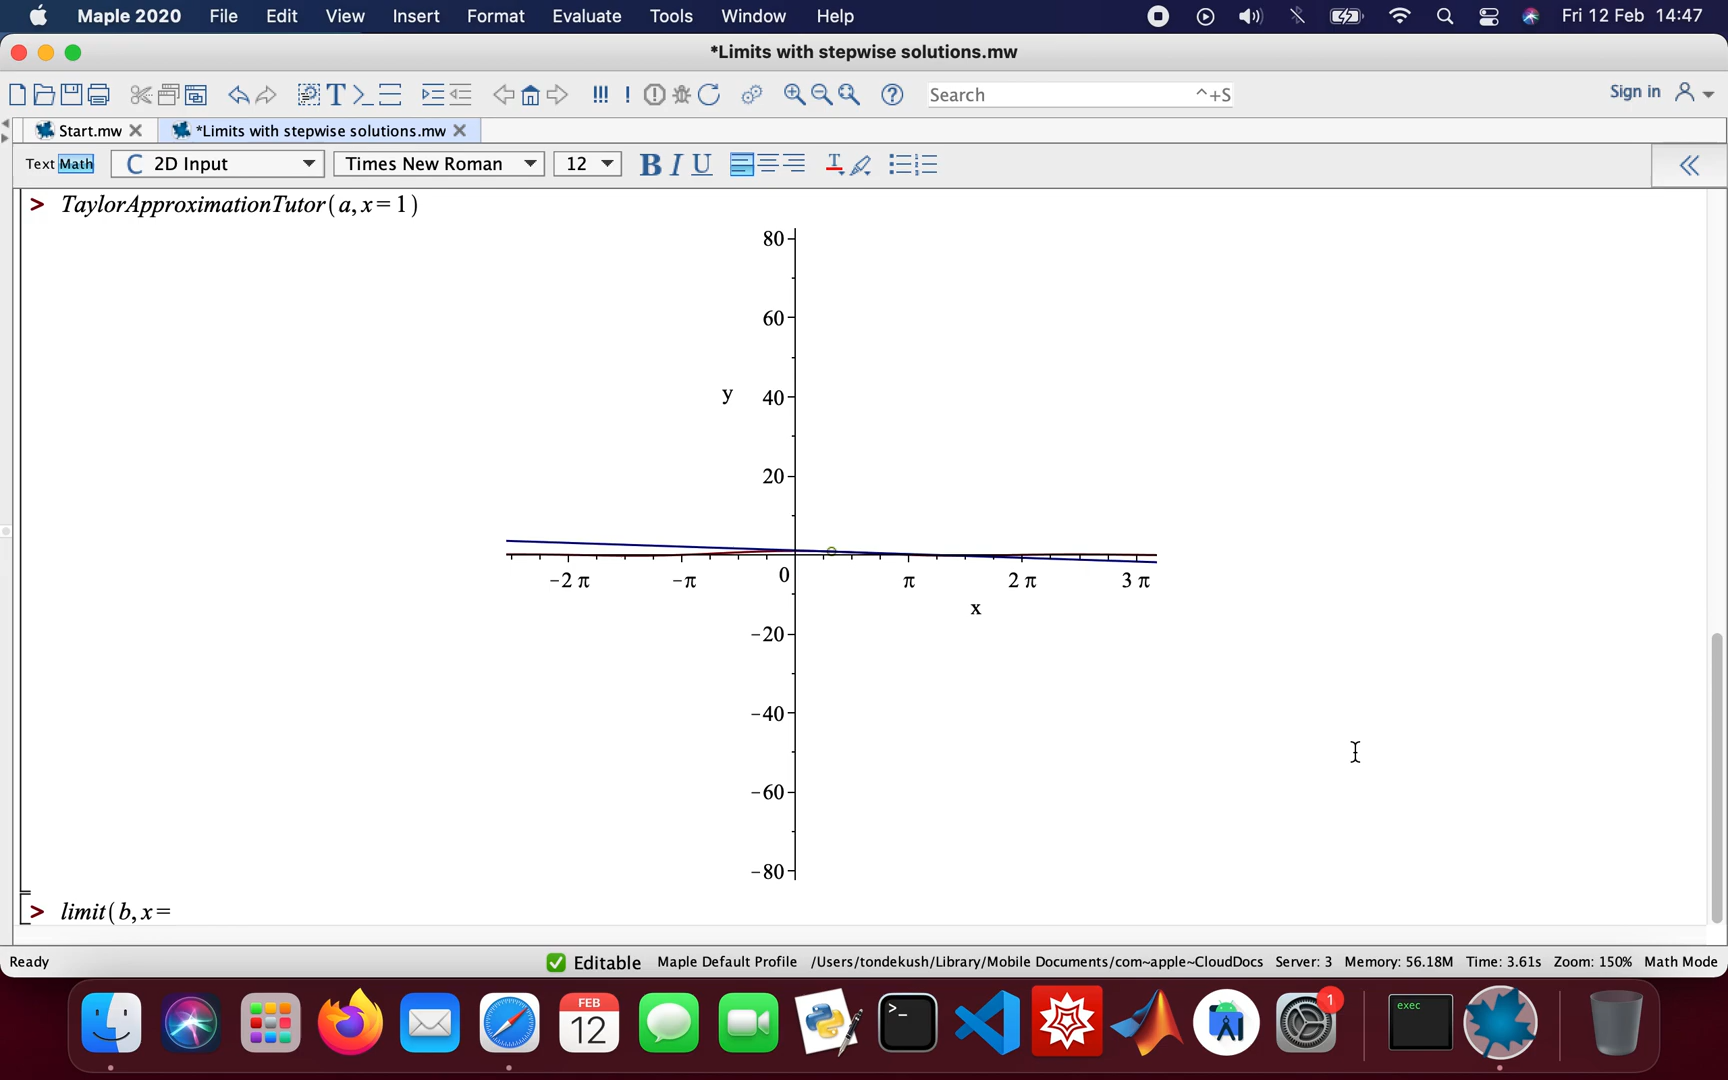 Maple 2020 File Edit View Insert Format Evaluate Tools Window Help Fri 12 Feb 14:47
*Limits with stepwise solutions.mw
Search ^+S Sign in
Start.mw *Limits with stepwise solutions.mw
Text Math C 2D Input Times New Roman 12 B I U
> TaylorApproximationTutor(a, x=1)
80
60
y 40
20
-2 π -π 0 π 2 π 3 π
x
-20
-40
-60
-80
> limit(b, x=
Ready Editable Maple Default Profile /Users/tondekush/Library/Mobile Documents/com~apple~CloudDocs Server: 3 Memory: 56.18M Time: 3.61s Zoom: 150% Math Mode
FEB
12
>_
1
exec